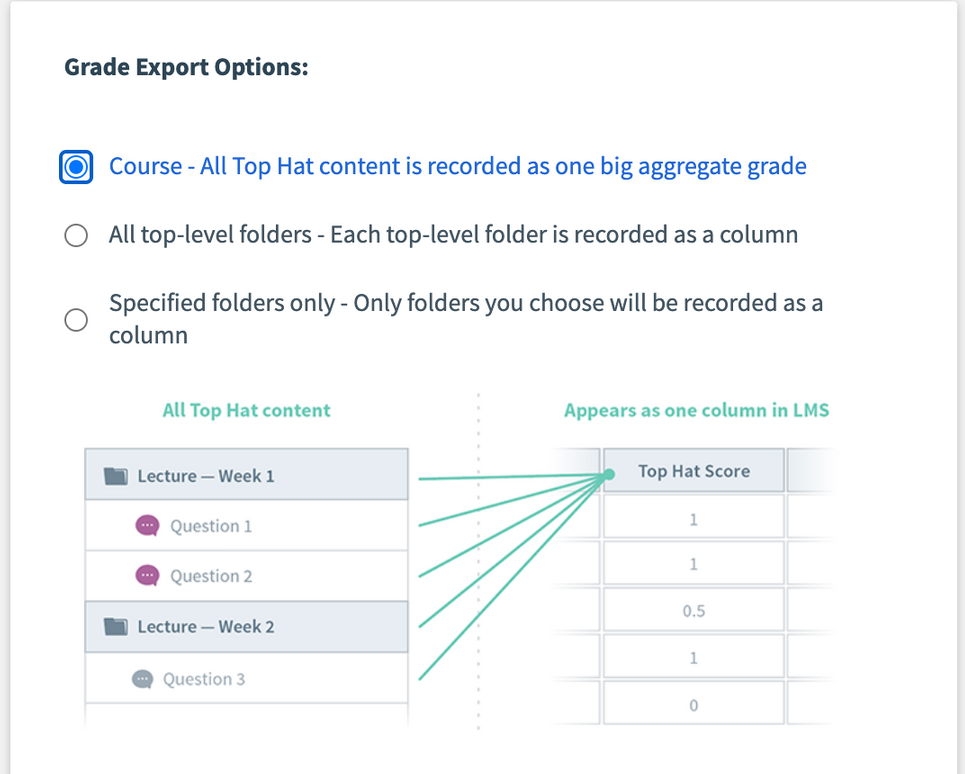 Grade Export Options:
Course - All Top Hat content is recorded as one big aggregate grade
All top-level folders - Each top-level folder is recorded as a column
Specified folders only - Only folders you choose will be recorded as a
column
All Top Hat content
Appears as one column in LMS
Lecture — Week 1
Question 1
Question 2
Lecture — Week 2
Question 3
Top Hat Score
1
1
0.5
1
0